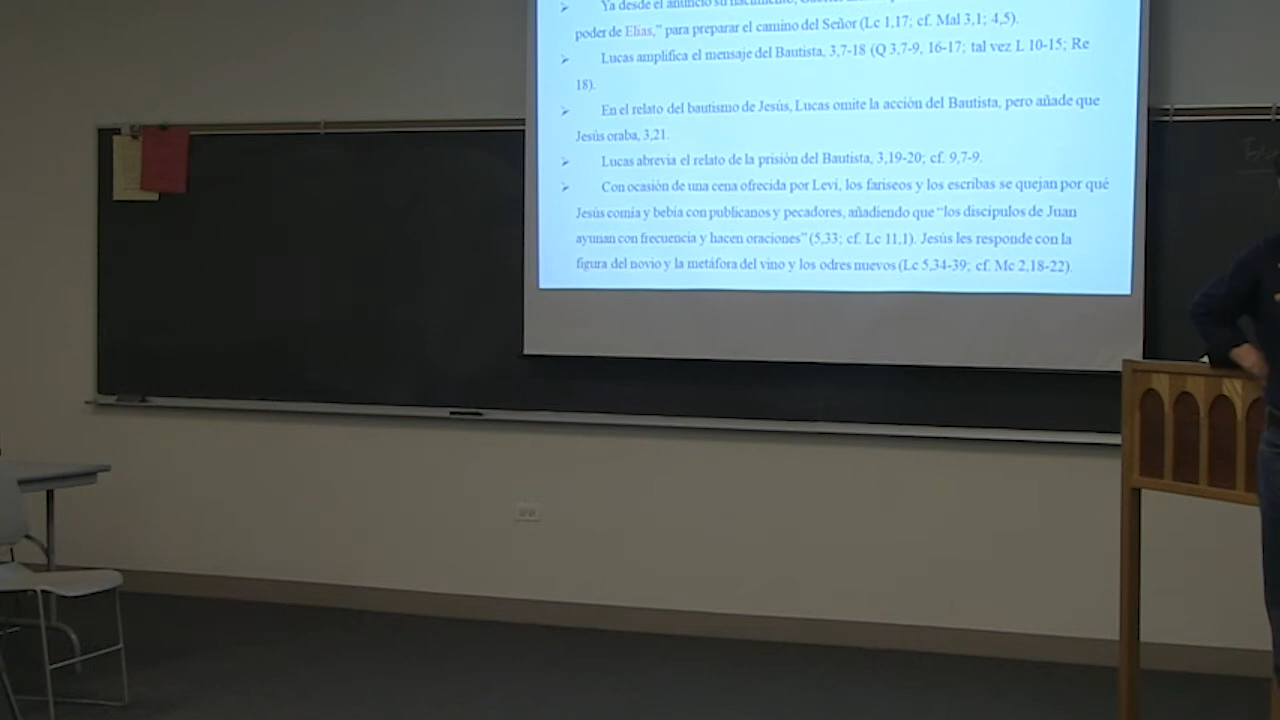 Ya desde el anuncio su nacimiento,
poder de Elías," para preparar el camino del Señor (Lc 1,17; cf. Mal 3,1; 4,5).
Lucas amplifica el mensaje del Bautista, 3,7-18 (Q 3,7-9, 16-17; tal vez L 10-15; Re
18).
En el relato del bautismo de Jesús, Lucas omite la acción del Bautista, pero añade que
Jesús oraba, 3,21.
Lucas abrevia el relato de la prisión del Bautista, 3,19-20; cf. 9,7-9.
Con ocasión de una cena ofrecida por Leví, los fariseos y los escribas se quejan por qué
Jesús comía y bebía con publicanos y pecadores, añadiendo que "los discípulos de Juan
ayunan con frecuencia y hacen oraciones" (5,33; cf. Lc 11,1). Jesús les responde con la
figura del novio y la metáfora del vino y los odres nuevos (Lc 5,34-39; cf. Mc 2,18-22).